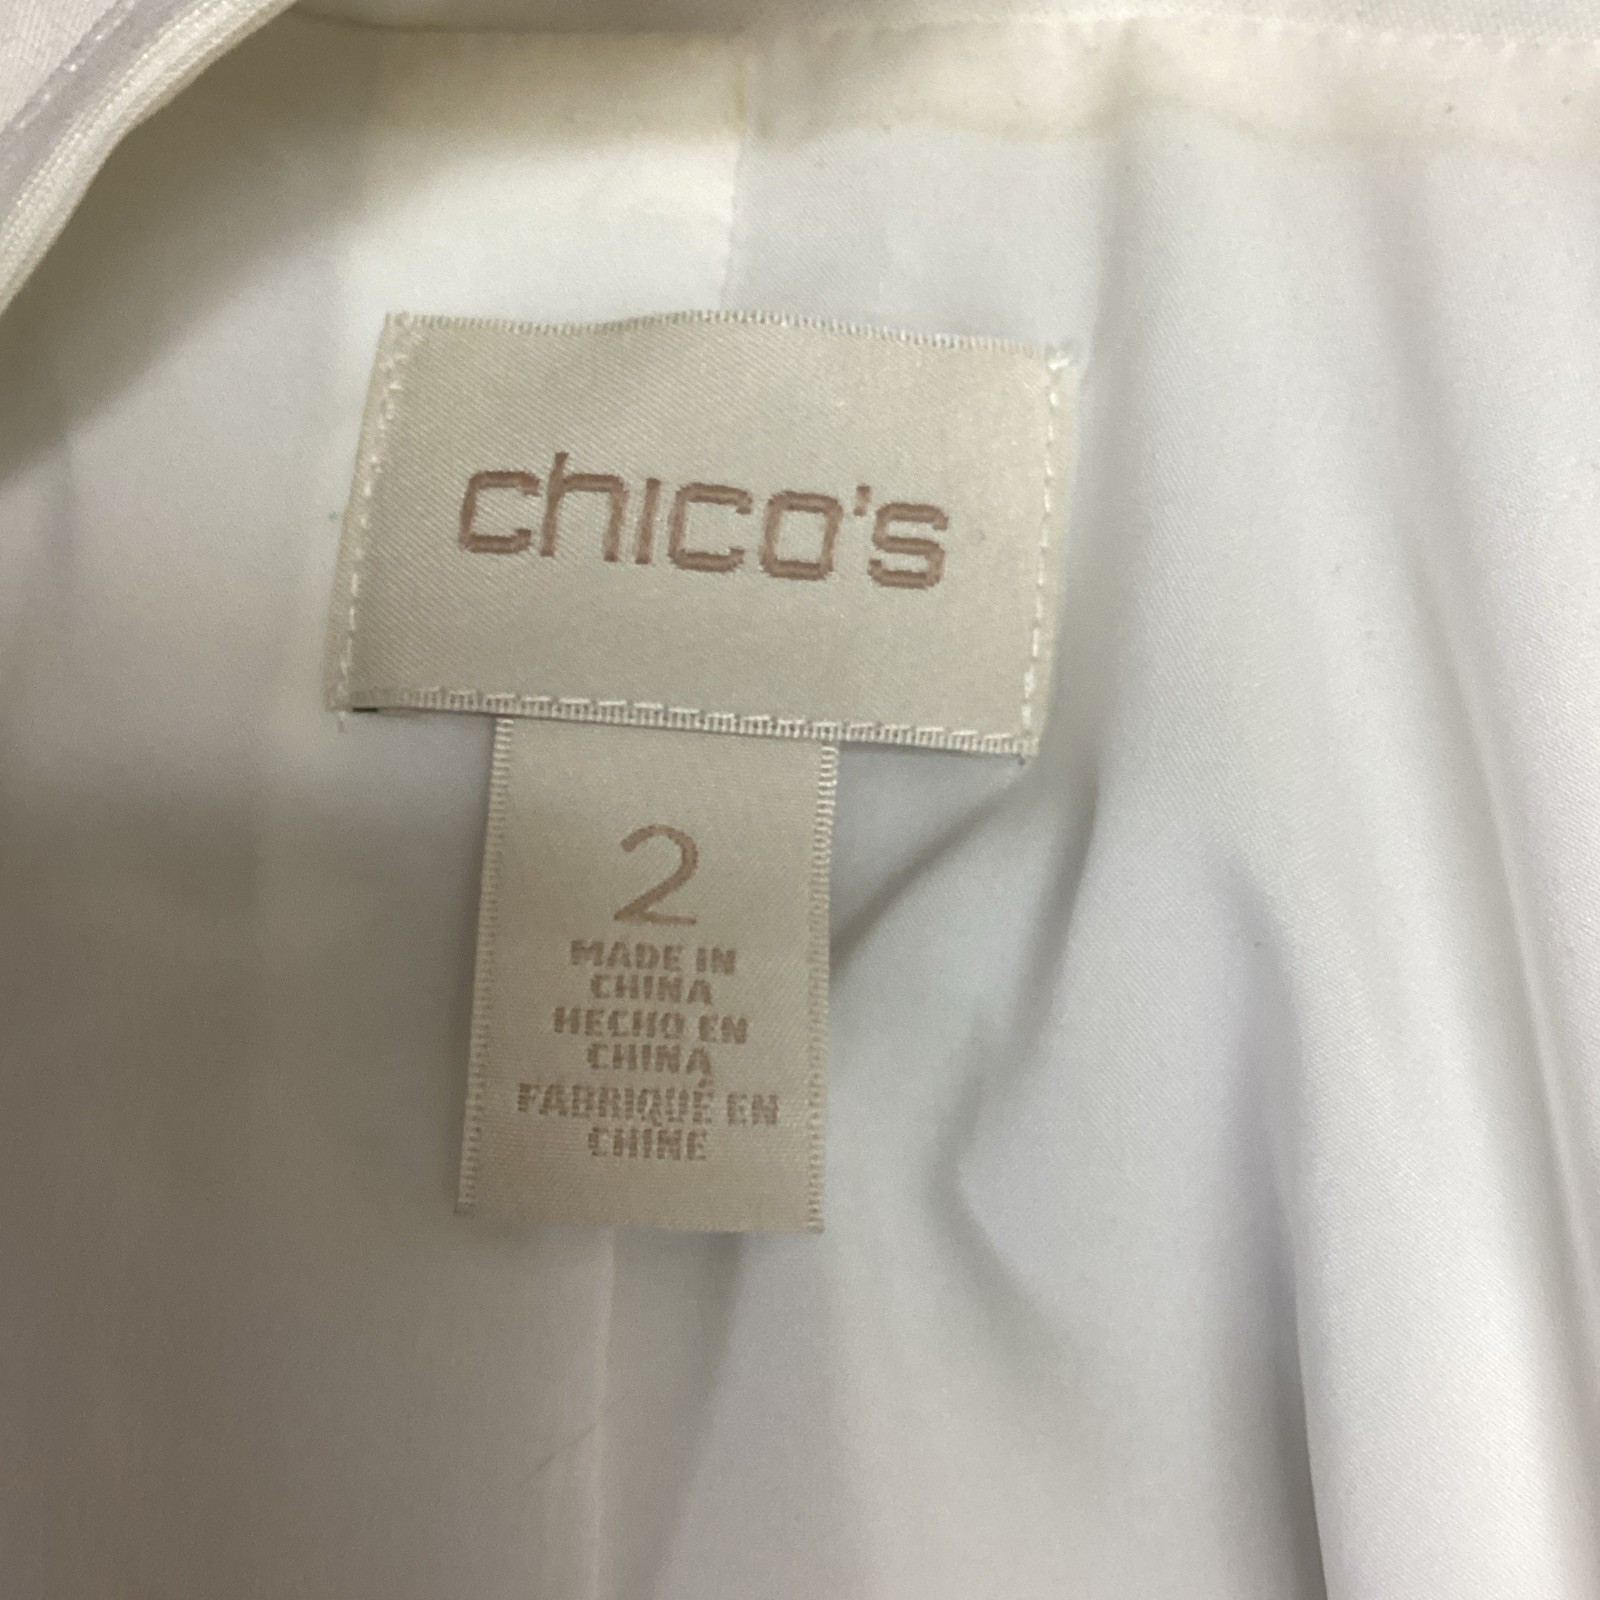 chico's
2
MADE IN
CHINA
HECHO EN
CHINA
FABRIQUÉ EN
CHINE